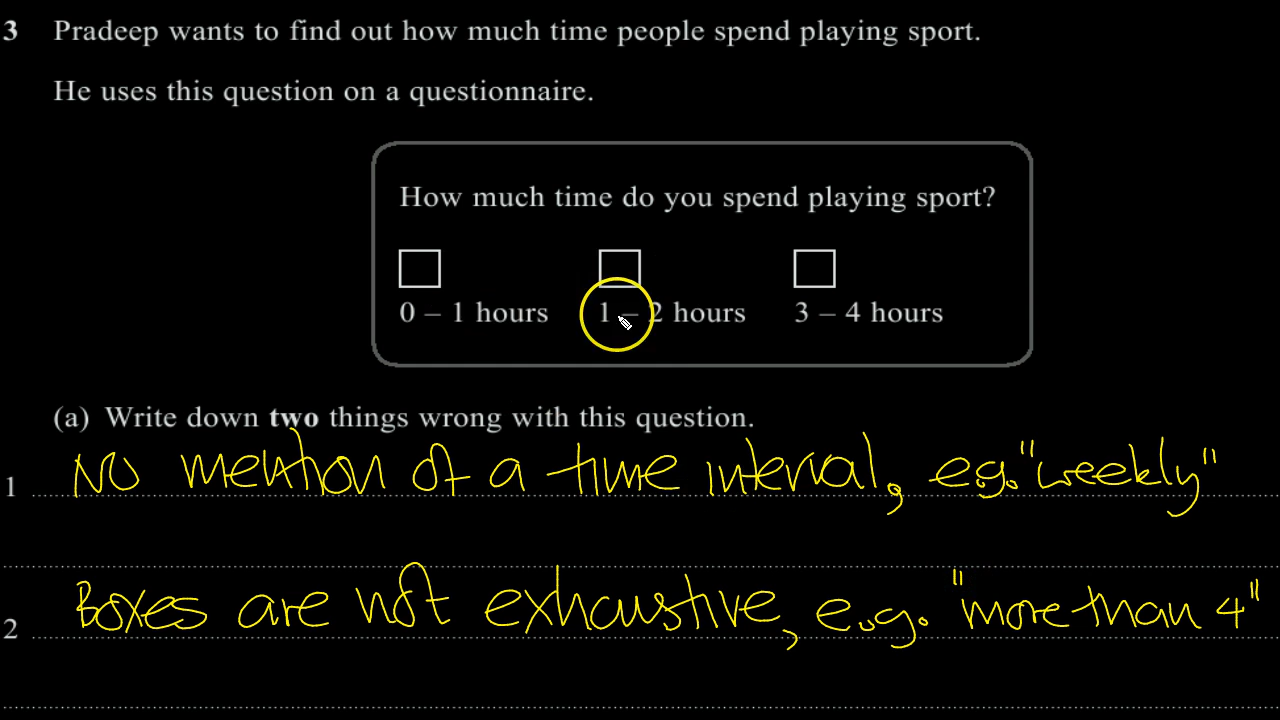 3 Pradeep wants to find out how much time people spend playing sport.
He uses this question on a questionnaire.
How much time do you spend playing sport?
0 – 1 hours 1 – 2 hours 3 – 4 hours
(a) Write down two things wrong with this question.
1 No mention of a time interval, e.g. "weekly"
2 Boxes are not exhaustive, e.g. "more than 4"